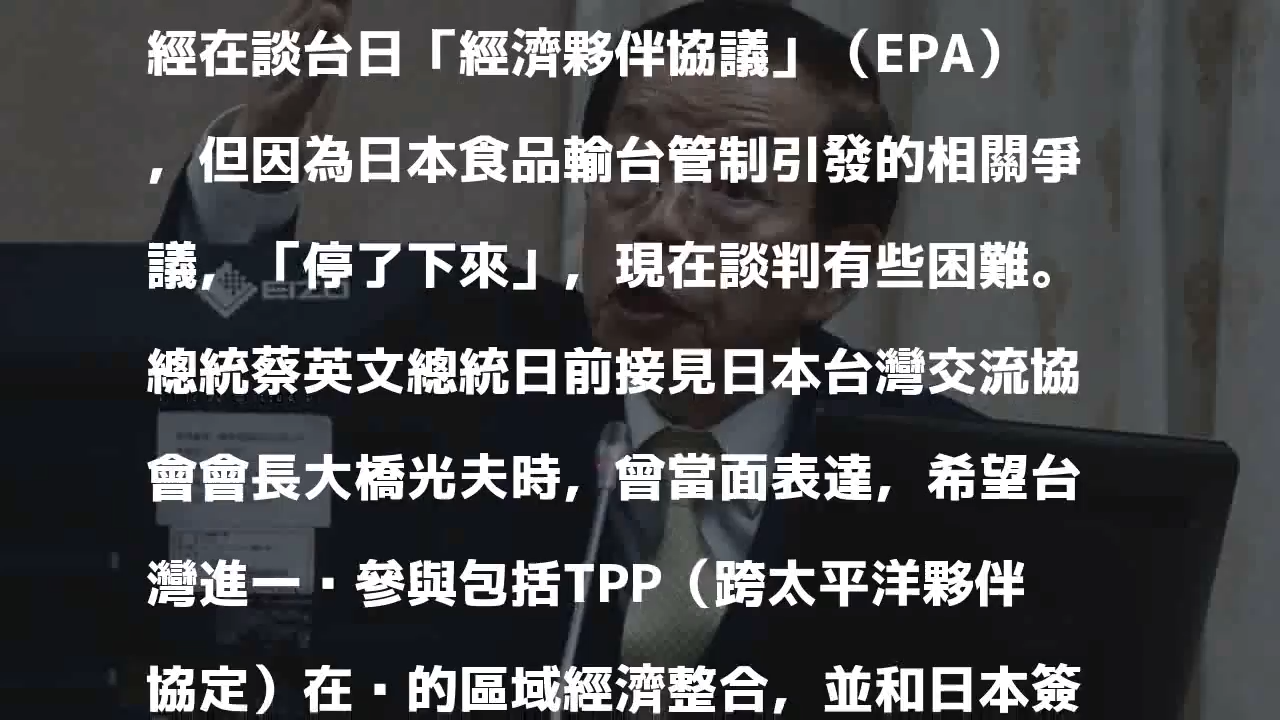 經在談台日「經濟夥伴協議」（EPA）
，但因為日本食品輸台管制引發的相關爭
議，「停了下來」，現在談判有些困難。
總統蔡英文總統日前接見日本台灣交流協
會會長大橋光夫時，曾當面表達，希望台
灣進一·參與包括TPP（跨太平洋夥伴
協定）在·的區域經濟整合，並和日本簽
EIZO